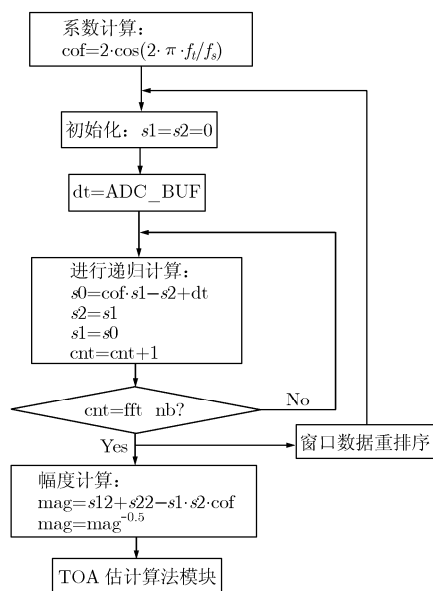 系数计算：
cof=2·cos(2·π·ft/fs)
初始化：s1=s2=0
dt=ADC_BUF
进行递归计算：
s0=cof·s1−s2+dt
s2=s1
s1=s0
cnt=cnt+1
cnt=fft nb?
No
Yes
窗口数据重排序
幅度计算：
mag=s12+s22−s1·s2·cof
mag=mag^-0.5
TOA 估计算法模块